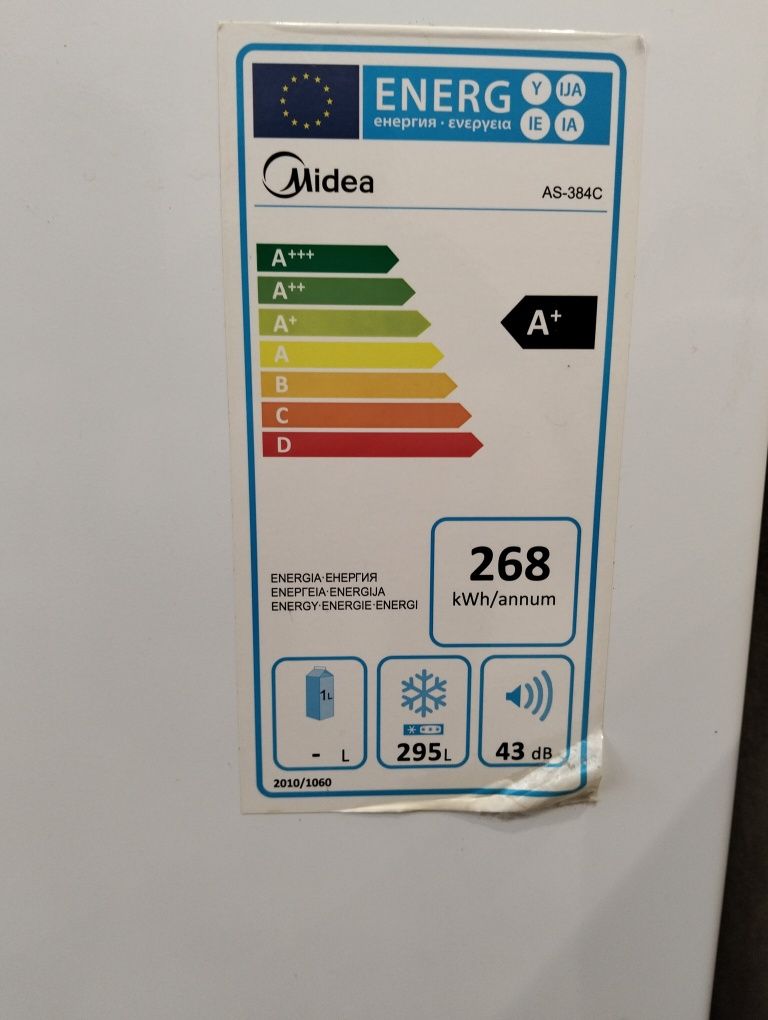 ENERG Y IJA
енергия · ενεργεια IE IA
Midea
AS-384C
A+++
A++
A+
A+
A
B
C
D
268
kWh/annum
ENERGIA·ЕНЕРГИЯ
ΕΝΕΡΓΕΙΑ·ENERGIJA
ENERGY·ENERGIE·ENERGI
1L
- L
295L
43 dB
2010/1060